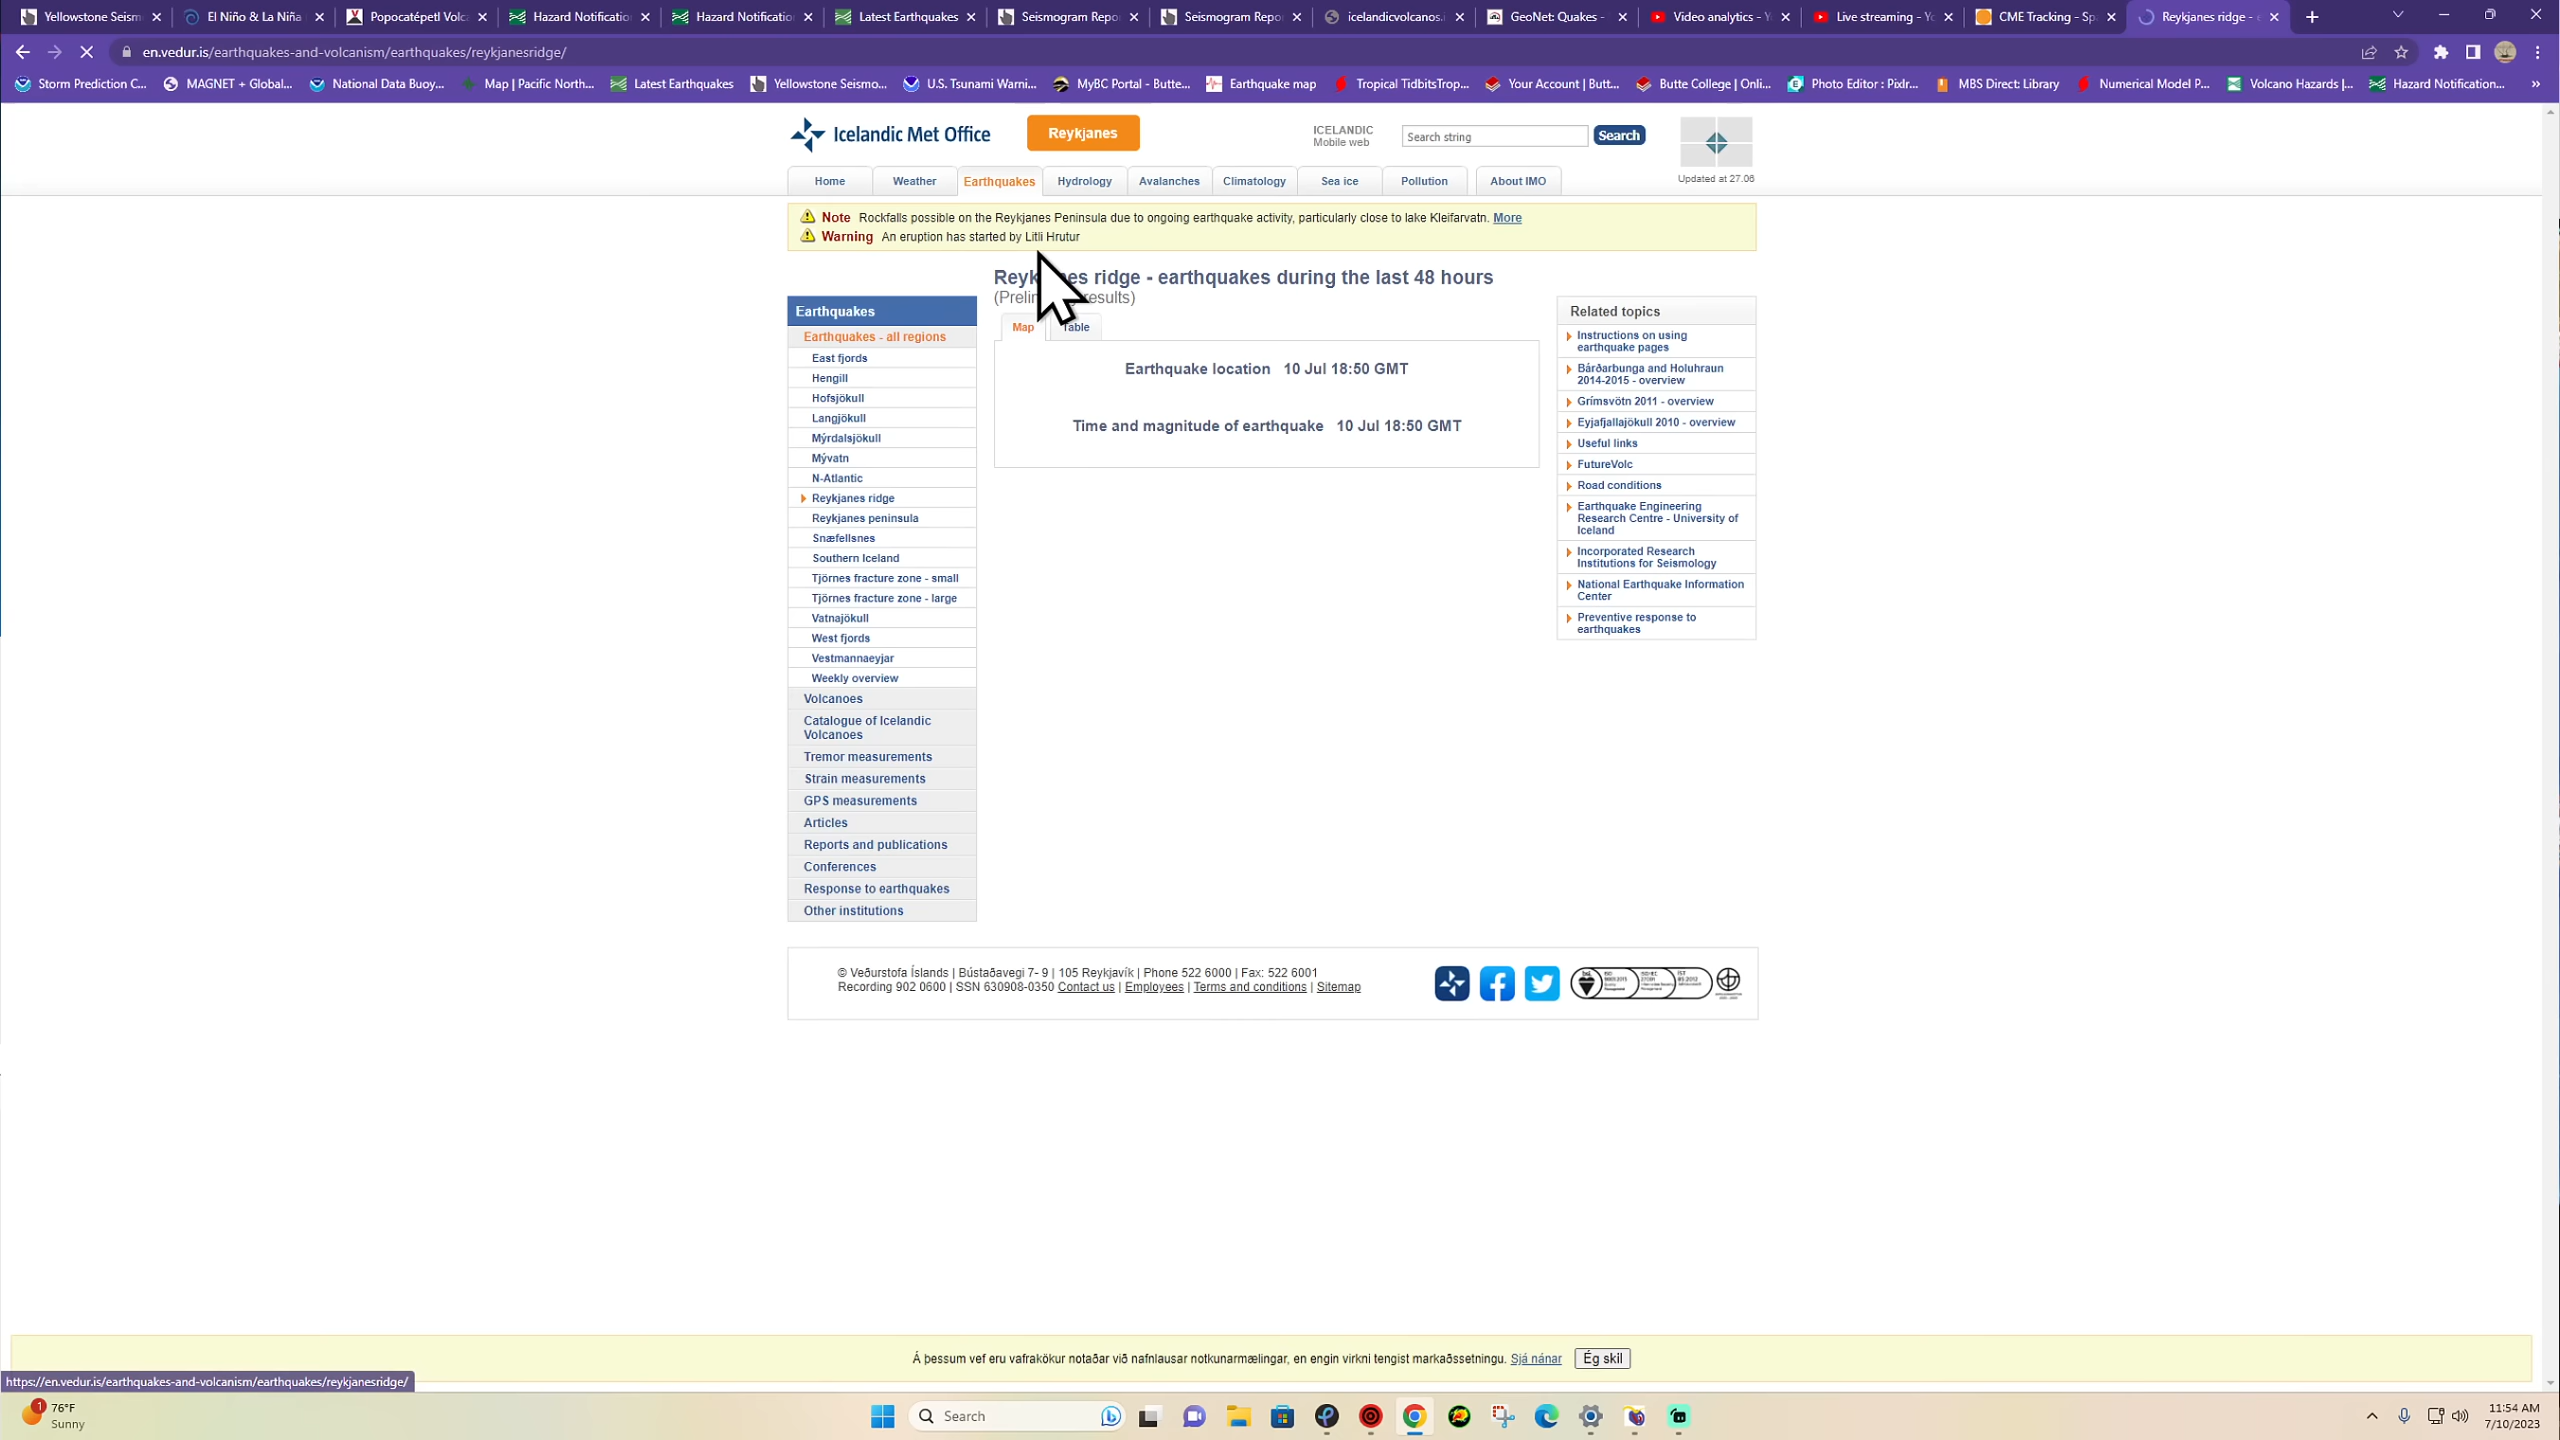 Yellowstone Seism
El Niño & La Niña
Popocatépetl Volc
Hazard Notificatio
Hazard Notificatio
Latest Earthquakes
Seismogram Repo
Seismogram Repo
icelandicvolcanos.i
GeoNet: Quakes -
Video analytics - Y
Live streaming - Yo
CME Tracking - Sp
Reykjanes ridge - e
en.vedur.is/earthquakes-and-volcanism/earthquakes/reykjanesridge/
Storm Prediction C...
MAGNET + Global...
National Data Buoy...
Map | Pacific North...
Latest Earthquakes
Yellowstone Seismo...
U.S. Tsunami Warni...
MyBC Portal - Butte...
Earthquake map
Tropical TidbitsTrop...
Your Account | Butt...
Butte College | Onli...
Photo Editor : Pixlr...
MBS Direct: Library
Numerical Model P...
Volcano Hazards |...
Hazard Notification...
Icelandic Met Office
Reykjanes
ICELANDIC
Mobile web
Search string
Search
Updated at 27.06
Home
Weather
Earthquakes
Hydrology
Avalanches
Climatology
Sea ice
Pollution
About IMO
Note Rockfalls possible on the Reykjanes Peninsula due to ongoing earthquake activity, particularly close to lake Kleifarvatn. More
Warning An eruption has started by Litli Hrutur
ridge - earthquakes during the last 48 hours
Map
Table
Earthquake location 10 Jul 18:50 GMT
Time and magnitude of earthquake 10 Jul 18:50 GMT
Earthquakes
Earthquakes - all regions
East fjords
Hengill
Hofsjökull
Langjökull
Mýrdalsjökull
Mývatn
N-Atlantic
Reykjanes ridge
Reykjanes peninsula
Snæfellsnes
Southern Iceland
Tjörnes fracture zone - small
Tjörnes fracture zone - large
Vatnajökull
West fjords
Vestmannaeyjar
Weekly overview
Volcanoes
Catalogue of Icelandic
Volcanoes
Tremor measurements
Strain measurements
GPS measurements
Articles
Reports and publications
Conferences
Response to earthquakes
Other institutions
Related topics
Instructions on using
earthquake pages
Bárðarbunga and Holuhraun
2014-2015 - overview
Grímsvötn 2011 - overview
Eyjafjallajökull 2010 - overview
Useful links
FutureVolc
Road conditions
Earthquake Engineering
Research Centre - University of
Iceland
Incorporated Research
Institutions for Seismology
National Earthquake Information
Center
Preventive response to
earthquakes
© Veðurstofa Íslands | Bústaðavegi 7- 9 | 105 Reykjavík | Phone 522 6000 | Fax: 522 6001
Recording 902 0600 | SSN 630908-0350 Contact us | Employees | Terms and conditions | Sitemap
Á þessum vef eru vafrakökur notaðar við nafnlausar notkunarmælingar, en engin virkni tengist markaðssetningu. Sjá nánar Ég skil
https://en.vedur.is/earthquakes-and-volcanism/earthquakes/reykjanesridge/
1
76°F
Sunny
Search
11:54 AM
7/10/2023